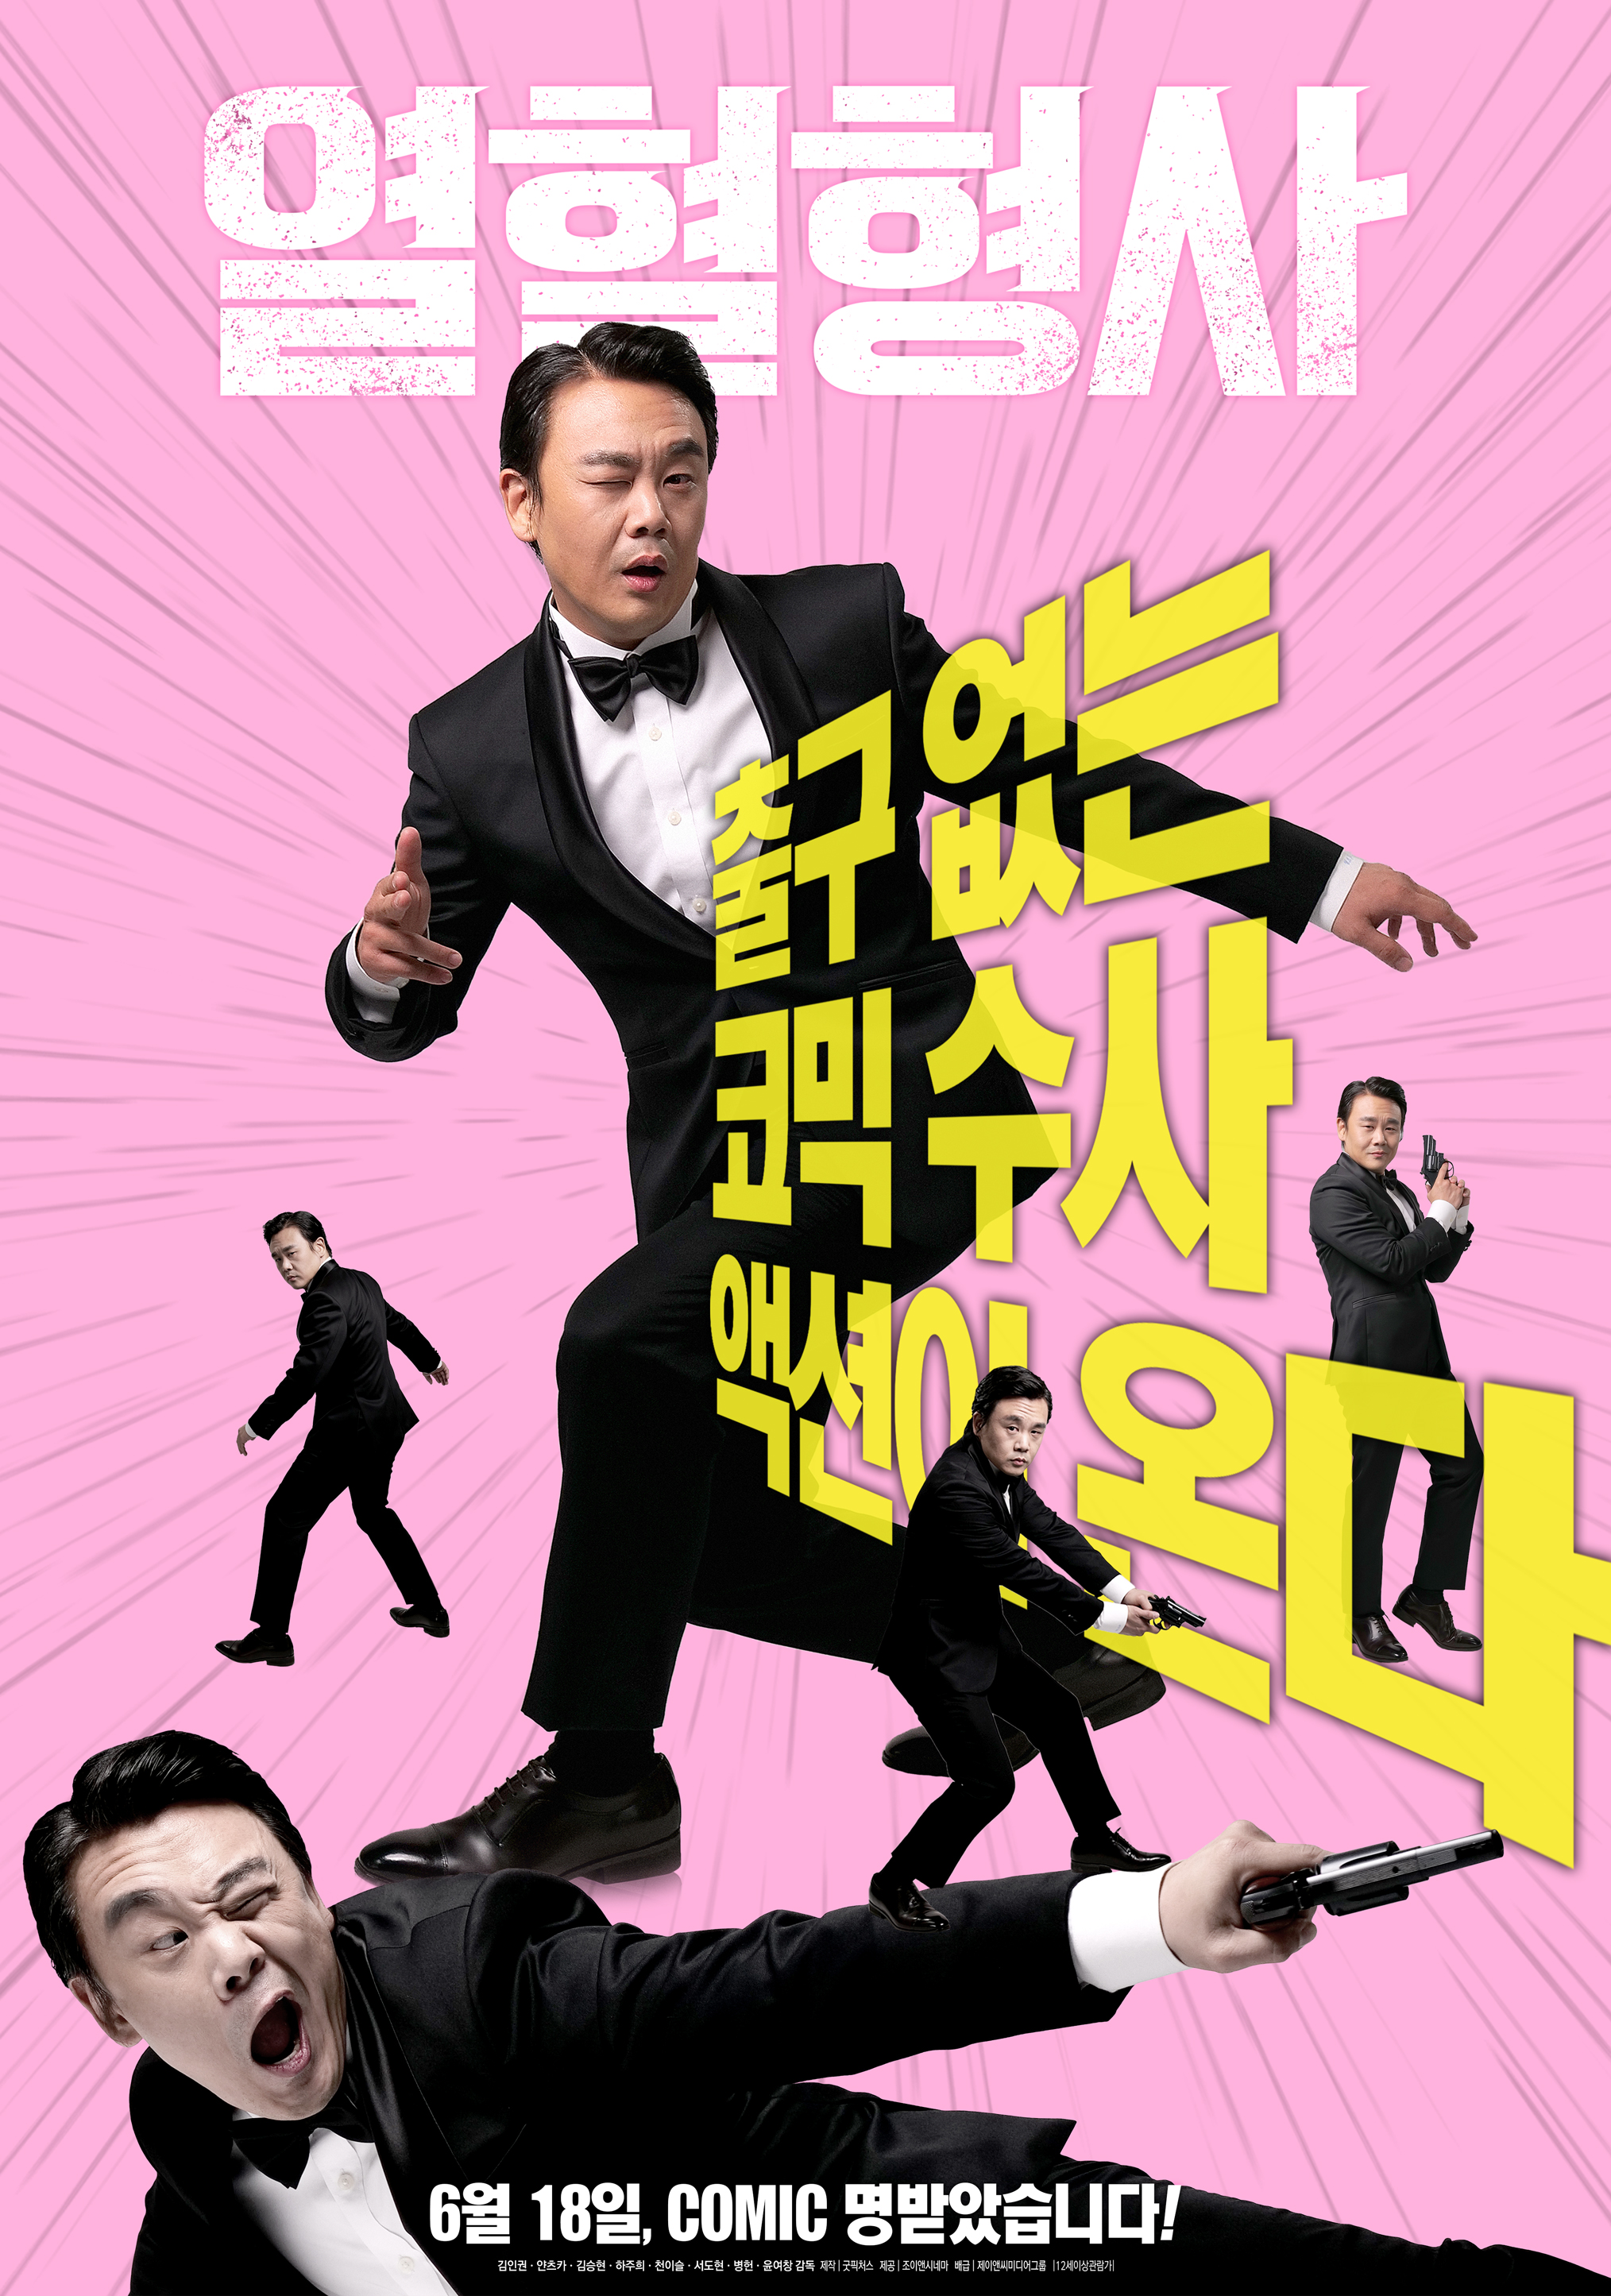 열혈형사
출구 없는
코믹 수사
액션이 온다
6월 18일, COMIC 명받았습니다!
김인권 · 얀츠카 · 김승현 · 하주희 · 천이슬 · 서도현 · 병헌 · 윤여창 감독 제작 | 굿픽처스 제공 | 조이앤시네마 배급 | 제이앤씨미디어그룹 |12세이상관람가|